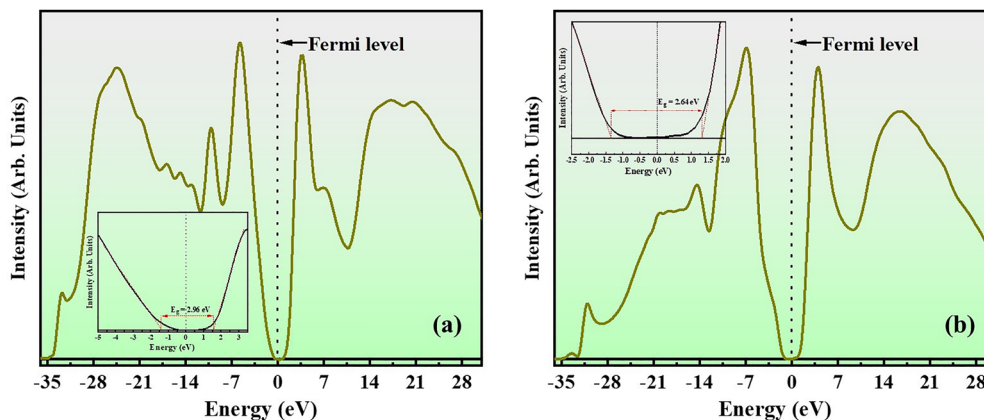 Fermi level
Intensity (Arb. Units)
Intensity (Arb. Units)
Eg = 2.96 eV
-5 -4 -3 -2 -1 0 1 2 3
Energy (eV)
(a)
-35 -28 -21 -14 -7 0 7 14 21 28
Energy (eV)
Fermi level
Intensity (Arb. Units)
Intensity (Arb. Units)
Eg = 2.64 eV
-2.5 -2.0 -1.5 -1.0 -0.5 0.0 0.5 1.0 1.5 2.0
Energy (eV)
(b)
-35 -28 -21 -14 -7 0 7 14 21 28
Energy (eV)